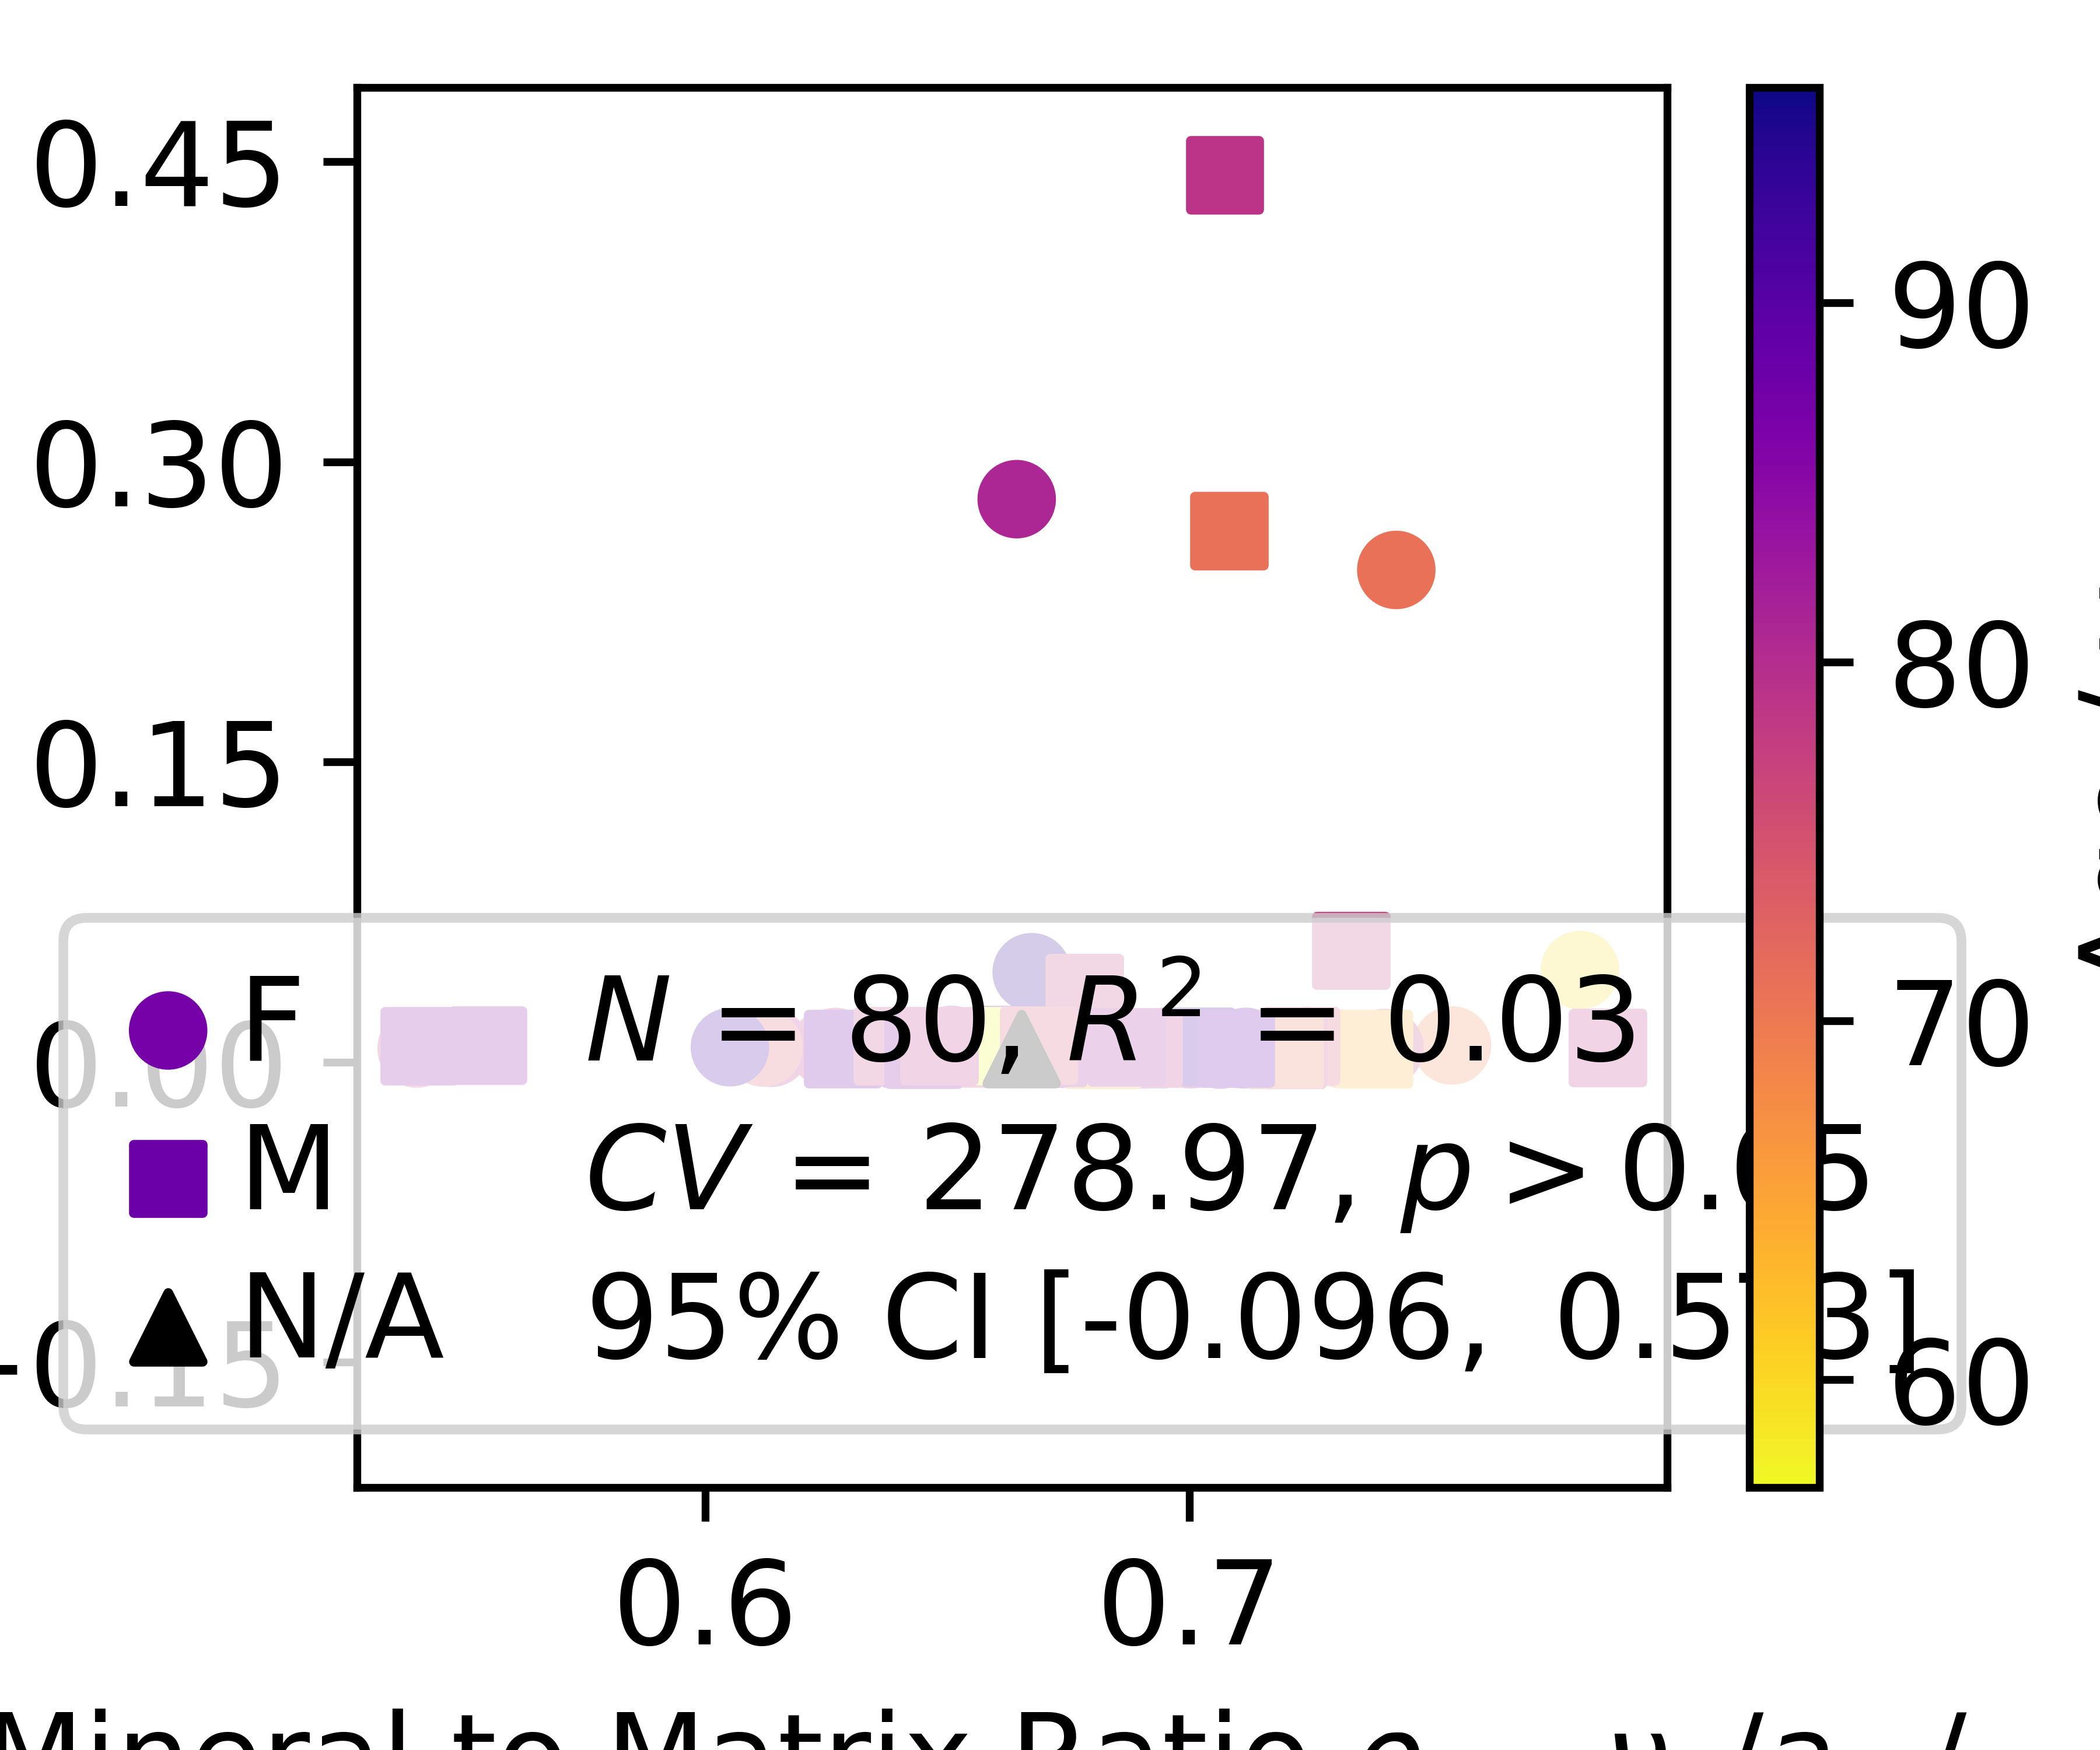 0.45
0.30
0.15
0.00
-0.15
90
80
70
60
F
M
N/A
N = 80, R² = 0.03
CV = 278.97, p > 0.05
95% CI [-0.096, 0.573]
0.6
0.7
Mineral to Matrix Ratio